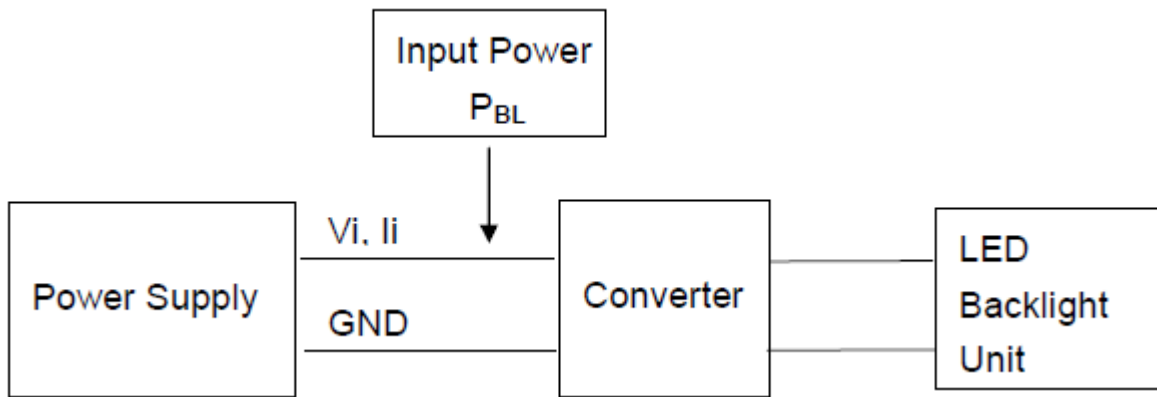 Input Power
PBL
Power Supply
Vi, Ii
GND
Converter
LED
Backlight
Unit